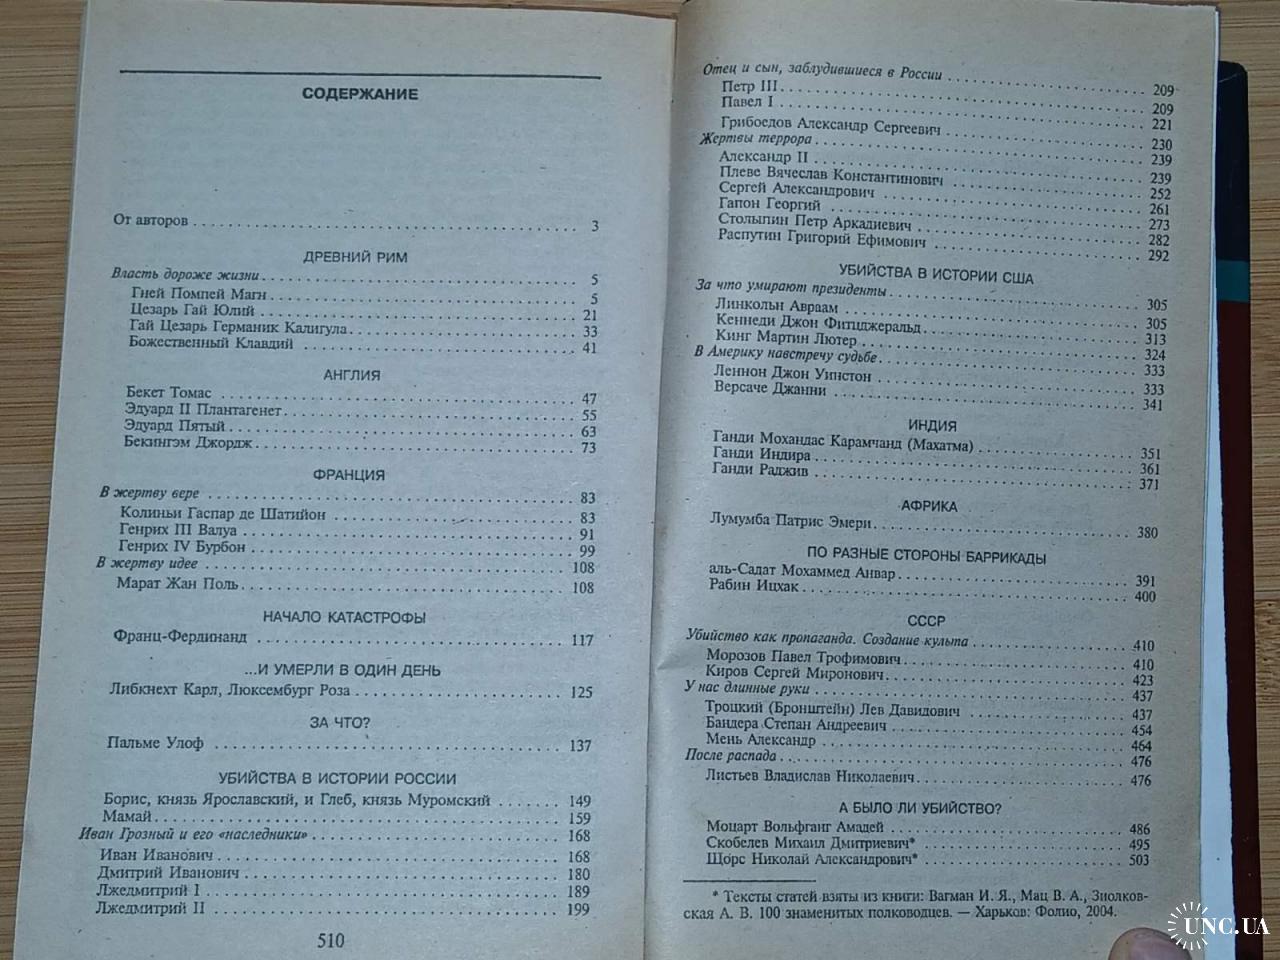 СОДЕРЖАНИЕ
От авторов . . . . . 3
ДРЕВНИЙ РИМ
Власть дороже жизни . . . . . 5
Гней Помпей Магн . . . . . 5
Цезарь Гай Юлий . . . . . 21
Гай Цезарь Германик Калигула . . . . . 33
Божественный Клавдий . . . . . 41
АНГЛИЯ
Бекет Томас . . . . . 47
Эдуард II Плантагенет . . . . . 55
Эдуард Пятый . . . . . 63
Бекингэм Джордж . . . . . 73
ФРАНЦИЯ
В жертву вере . . . . . 83
Колиньи Гаспар де Шатийон . . . . . 83
Генрих III Валуа . . . . . 91
Генрих IV Бурбон . . . . . 99
В жертву идее . . . . . 108
Марат Жан Поль . . . . . 108
НАЧАЛО КАТАСТРОФЫ
Франц-Фердинанд . . . . . 117
...И УМЕРЛИ В ОДИН ДЕНЬ
Либкнехт Карл, Люксембург Роза . . . . . 125
ЗА ЧТО?
Пальме Улоф . . . . . 137
УБИЙСТВА В ИСТОРИИ РОССИИ
Борис, князь Ярославский, и Глеб, князь Муромский . . . . . 149
Мамай . . . . . 159
Иван Грозный и его «наследники» . . . . . 168
Иван Иванович . . . . . 168
Дмитрий Иванович . . . . . 180
Лжедмитрий I . . . . . 189
Лжедмитрий II . . . . . 199
510
Отец и сын, заблудившиеся в России . . . . . 209
Петр III . . . . . 209
Павел I . . . . . 221
Грибоедов Александр Сергеевич . . . . . 230
Жертвы террора . . . . . 239
Александр II . . . . . 239
Плеве Вячеслав Константинович . . . . . 252
Сергей Александрович . . . . . 261
Гапон Георгий . . . . . 273
Столыпин Петр Аркадиевич . . . . . 282
Распутин Григорий Ефимович . . . . . 292
УБИЙСТВА В ИСТОРИИ США
За что умирают президенты . . . . . 305
Линкольн Авраам . . . . . 305
Кеннеди Джон Фитцджеральд . . . . . 313
Кинг Мартин Лютер . . . . . 324
В Америку навстречу судьбе . . . . . 333
Леннон Джон Уинстон . . . . . 333
Версаче Джанни . . . . . 341
ИНДИЯ
Ганди Мохандас Карамчанд (Махатма) . . . . . 351
Ганди Индира . . . . . 361
Ганди Раджив . . . . . 371
АФРИКА
Лумумба Патрис Эмери . . . . . 380
ПО РАЗНЫЕ СТОРОНЫ БАРРИКАДЫ
аль-Садат Мохаммед Анвар . . . . . 391
Рабин Ицхак . . . . . 400
СССР
Убийство как пропаганда. Создание культа . . . . . 410
Морозов Павел Трофимович . . . . . 410
Киров Сергей Миронович . . . . . 423
У нас длинные руки . . . . . 437
Троцкий (Бронштейн) Лев Давидович . . . . . 437
Бандера Степан Андреевич . . . . . 454
Мень Александр . . . . . 464
После распада . . . . . 476
Листьев Владислав Николаевич . . . . . 476
А БЫЛО ЛИ УБИЙСТВО?
Моцарт Вольфганг Амадей . . . . . 486
Скобелев Михаил Дмитриевич* . . . . . 495
Щорс Николай Александрович* . . . . . 503
* Тексты статей взяты из книги: Вагман И. Я., Мац В. А., Зиолков-
ская А. В. 100 знаменитых полководцев. — Харьков: Фолио, 2004.
UNC.UA